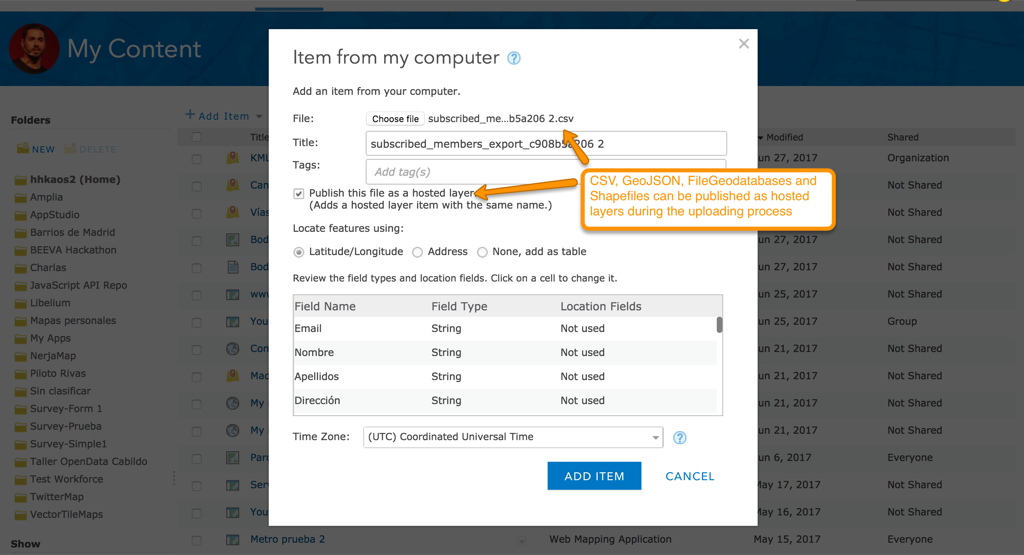 My Content
Item from my computer
Add an item from your computer.
File: Choose file subscribed_me...b5a206 2.csv
Title: subscribed_members_export_c908b5a206 2
Tags: Add tag(s)
Publish this file as a hosted layer
(Adds a hosted layer item with the same name.)
CSV, GeoJSON, FileGeodatabases and
Shapefiles can be published as hosted
layers during the uploading process
Locate features using:
Latitude/Longitude Address None, add as table
Review the field types and location fields. Click on a cell to change it.
Field Name Field Type Location Fields
Email String Not used
Nombre String Not used
Apellidos String Not used
Dirección String Not used
Time Zone: (UTC) Coordinated Universal Time
ADD ITEM CANCEL
Folders
NEW DELETE
hhkaos2 (Home)
Amplia
AppStudio
Barrios de Madrid
BEEVA Hackathon
Charlas
JavaScript API Repo
Libelium
Mapas personales
My Apps
NerjaMap
Piloto Rivas
Sin clasificar
Survey-Form 1
Survey-Prueba
Survey-Simple1
Taller OpenData Cabildo
Test Workforce
TwitterMap
VectorTileMaps
Show
Add Item
Title Modified Shared
KML un 27, 2017 Organization
Can un 27, 2017 Not Shared
Vías un 27, 2017 Not Shared
Bod un 27, 2017 Not Shared
Bod un 27, 2017 Not Shared
www un 25, 2017 Not Shared
You un 25, 2017 Group
Con un 21, 2017 Not Shared
Mad un 21, 2017 Not Shared
My un 21, 2017 Not Shared
My un 21, 2017 Not Shared
Parc un 6, 2017 Everyone
Serv May 17, 2017 Not Shared
You May 16, 2017 Not Shared
Metro prueba 2 Web Mapping Application May 15, 2017 Everyone